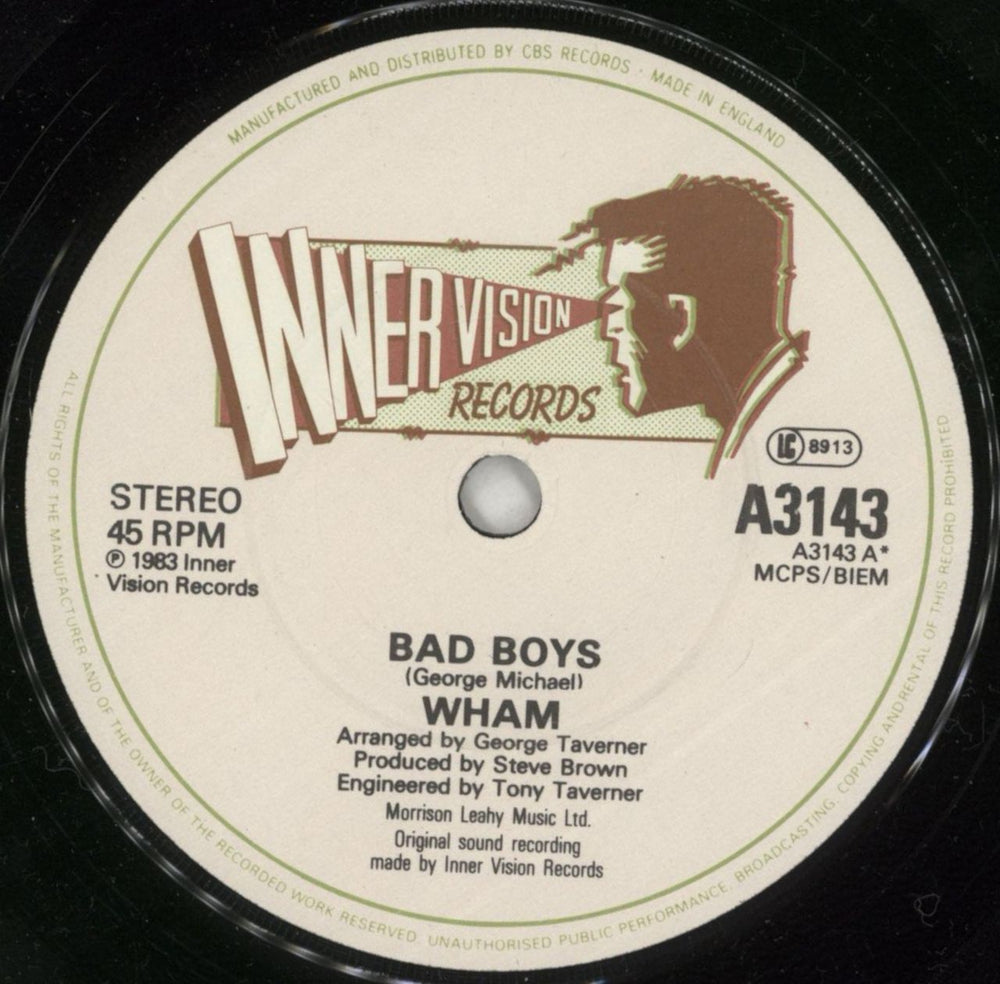 MANUFACTURED AND DISTRIBUTED BY CBS RECORDS · MADE IN ENGLAND
INNERVISION
RECORDS
LC 8913
STEREO
45 RPM
℗ 1983 Inner
Vision Records
A3143
A3143 A*
MCPS/BIEM
BAD BOYS
(George Michael)
WHAM
Arranged by George Taverner
Produced by Steve Brown
Engineered by Tony Taverner
Morrison Leahy Music Ltd.
Original sound recording
made by Inner Vision Records
ALL RIGHTS OF THE MANUFACTURER AND OF THE OWNER OF THE RECORDED WORK RESERVED. UNAUTHORISED PUBLIC PERFORMANCE, BROADCASTING, COPYING AND RENTAL OF THIS RECORD PROHIBITED